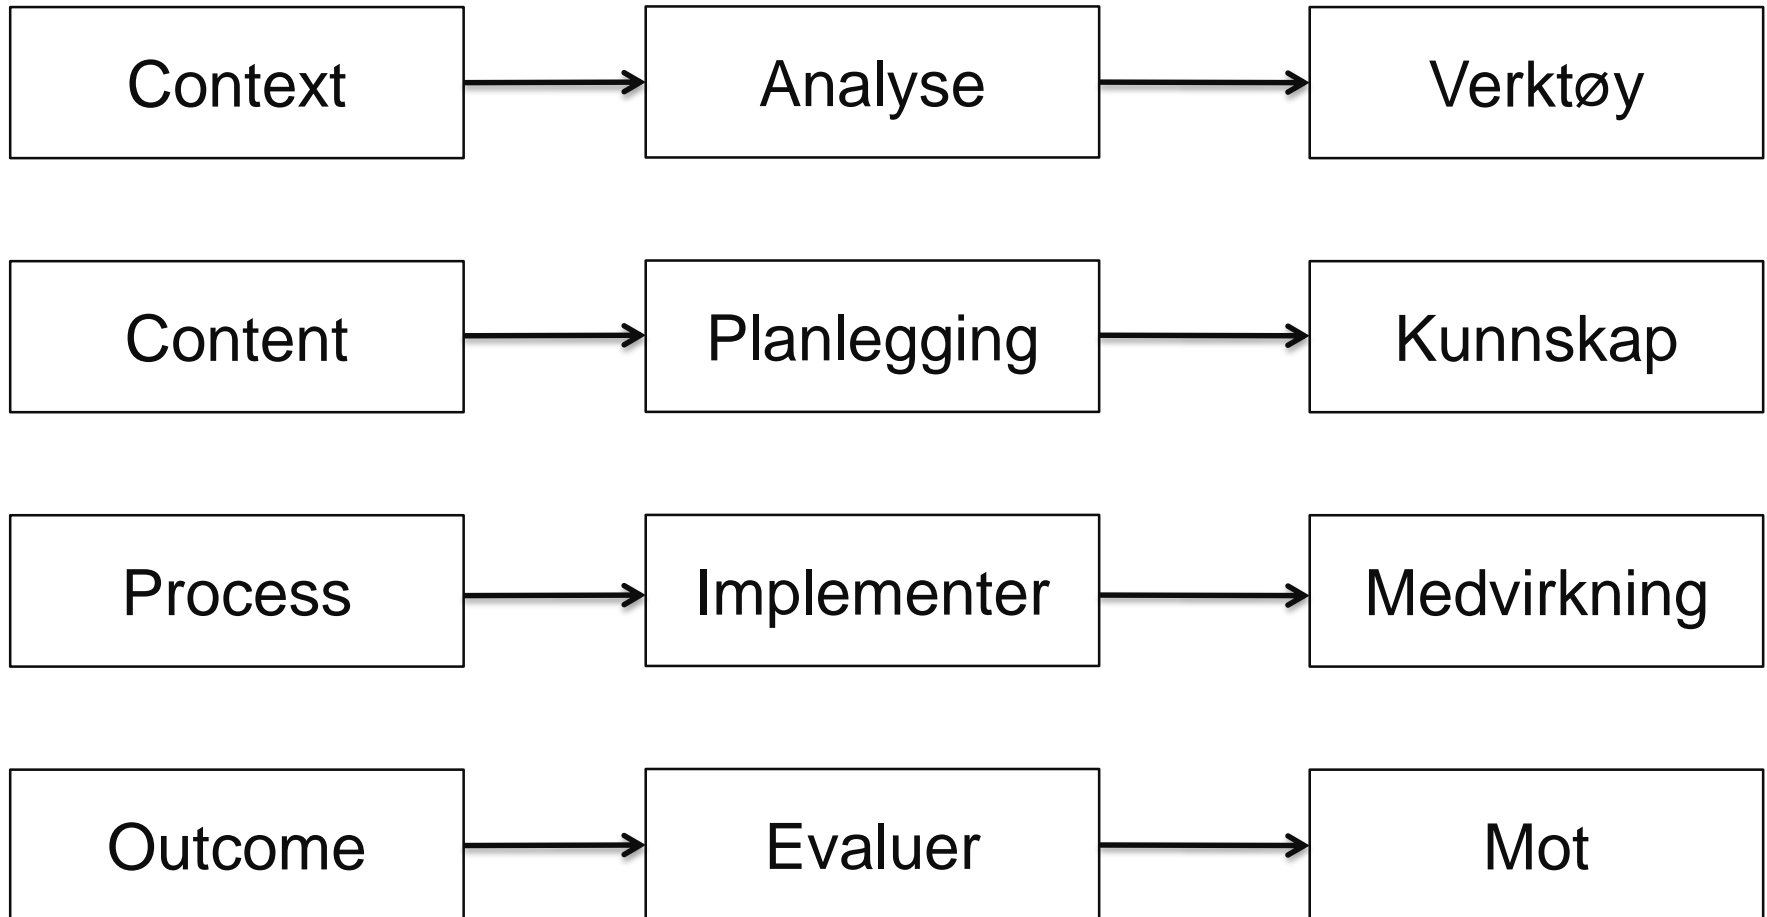 Context
Analyse
Verktøy
Content
Planlegging
Kunnskap
Process
Implementer
Medvirkning
Outcome
Evaluer
Mot